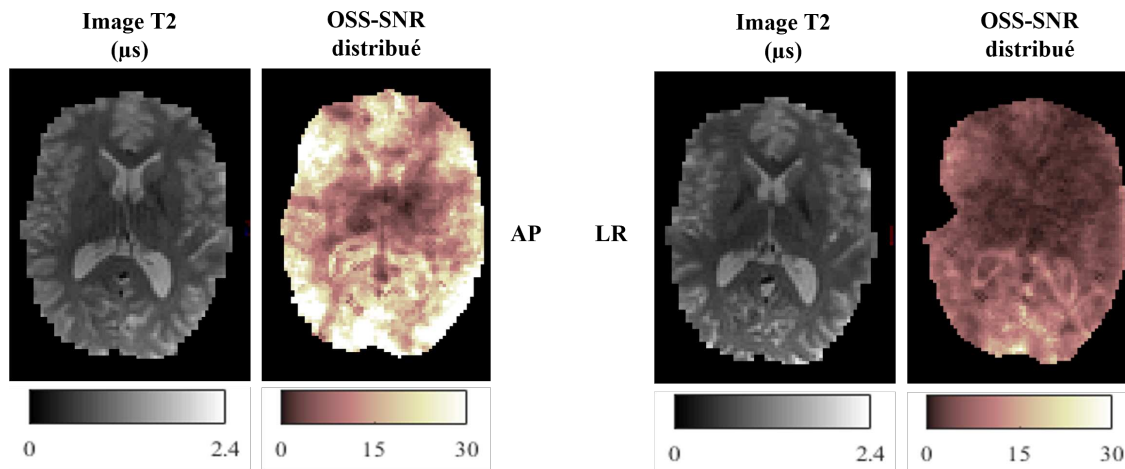 Image T2
(µs)
OSS-SNR
distribué
Image T2
(µs)
OSS-SNR
distribué
AP
LR
0
2.4
0
15
30
0
2.4
0
15
30